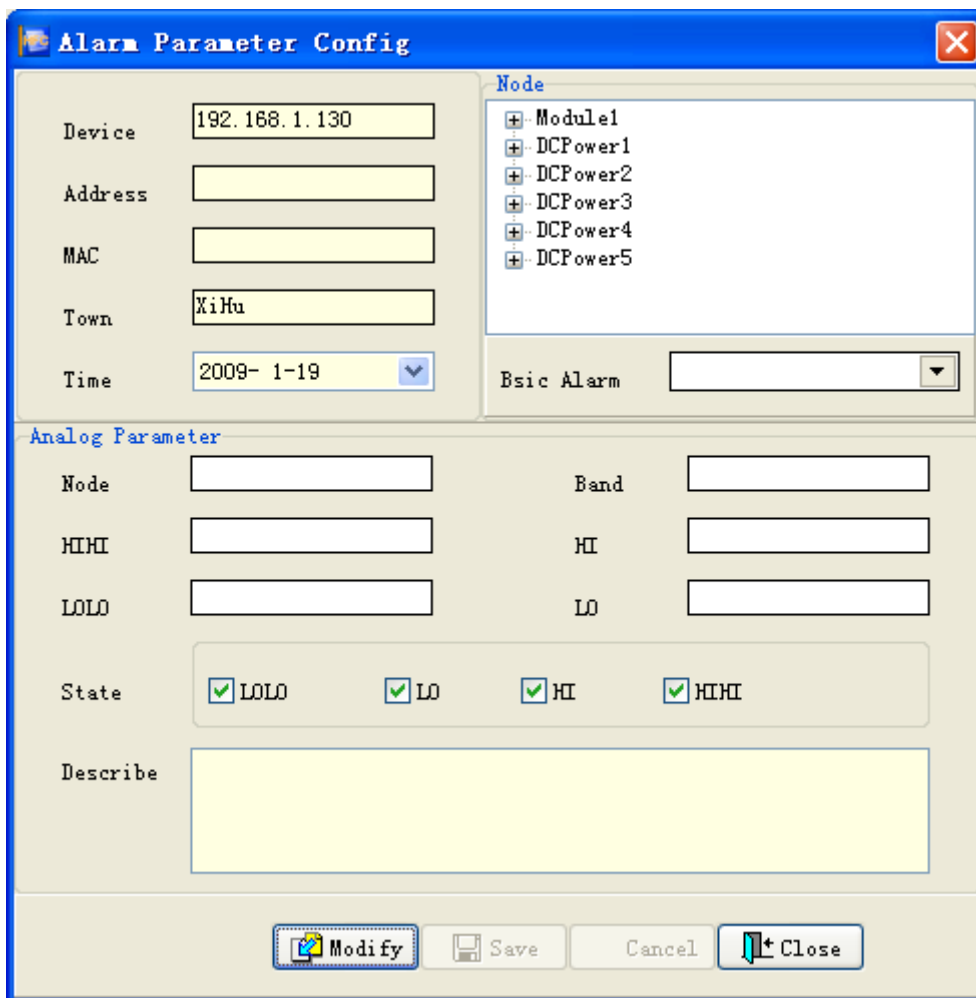 Alarm Parameter Config
Device 192.168.1.130
Address
MAC
Town XiHu
Time 2009- 1-19
Node
Module1
DCPower1
DCPower2
DCPower3
DCPower4
DCPower5
Bsic Alarm
Analog Parameter
Node Band
HIHI HI
LOLO LO
State LOLO LO HI HIHI
Describe
Modify Save Cancel Close